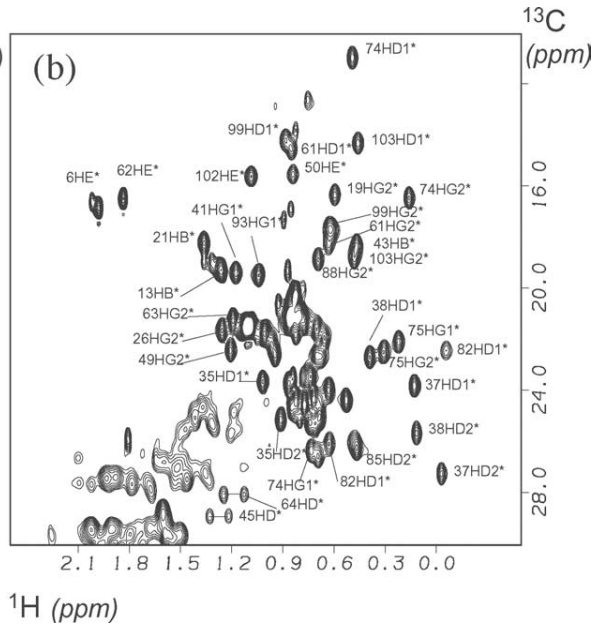 )
(b)
¹³C
(ppm)
74HD1*
99HD1*
61HD1*
103HD1*
6HE*
62HE*
102HE*
50HE*
19HG2*
74HG2*
41HG1*
93HG1*
99HG2*
61HG2*
43HB*
103HG2*
21HB*
88HG2*
13HB*
63HG2*
38HD1*
26HG2*
75HG1*
49HG2*
75HG2*
82HD1*
35HD1*
37HD1*
38HD2*
35HD2*
85HD2*
37HD2*
74HG1*
82HD1*
64HD*
45HD*
16.0
20.0
24.0
28.0
2.1 1.8 1.5 1.2 0.9 0.6 0.3 0.0
¹H (ppm)